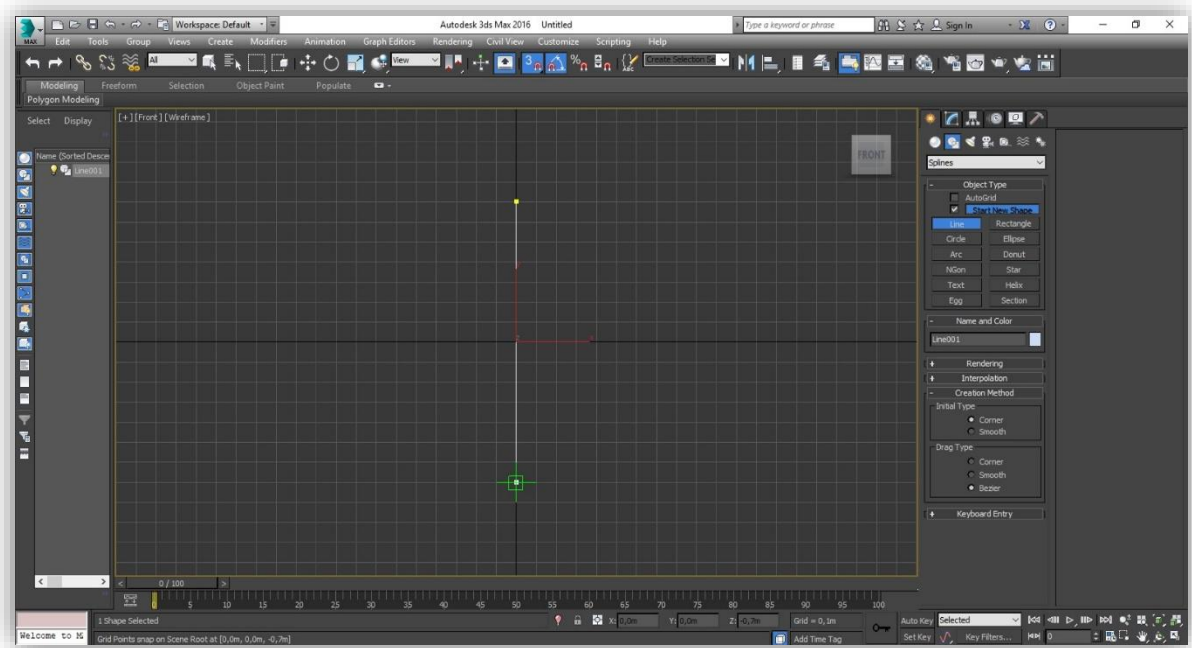 Workspace: Default
Autodesk 3ds Max 2016 Untitled
Type a keyword or phrase
Sign In
MAX
Edit Tools Group Views Create Modifiers Animation Graph Editors Rendering Civil View Customize Scripting Help
All
View
3
Create Selection Se
Modeling Freeform Selection Object Paint Populate
Polygon Modeling
Select Display
[+][Front][Wireframe]
FRONT
Name (Sorted Descen
Line001
Splines
- Object Type
AutoGrid
Start New Shape
Line Rectangle
Circle Ellipse
Arc Donut
NGon Star
Text Helix
Egg Section
- Name and Color
Line001
+ Rendering
+ Interpolation
- Creation Method
Initial Type
Corner
Smooth
Drag Type
Corner
Smooth
Bezier
+ Keyboard Entry
< 0 / 100 >
0 5 10 15 20 25 30 35 40 45 50 55 60 65 70 75 80 85 90 95 100
1 Shape Selected
X: 0,0m Y: 0,0m Z: -0,7m Grid = 0,1m
Auto Key Selected
Welcome to M
Grid Points snap on Scene Root at [0,0m, 0,0m, -0,7m]
Add Time Tag
Set Key Key Filters... 0